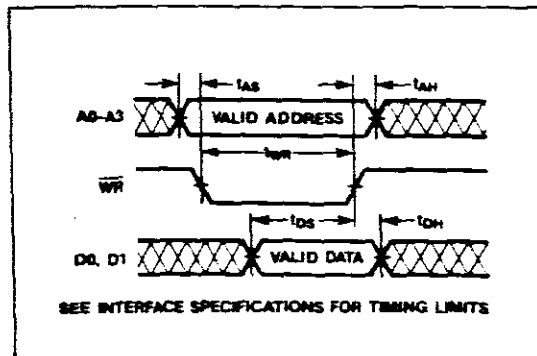 tAS
tAH
A0-A3
VALID ADDRESS
tWR
WR
tDS
tDH
D0, D1
VALID DATA
SEE INTERFACE SPECIFICATIONS FOR TIMING LIMITS